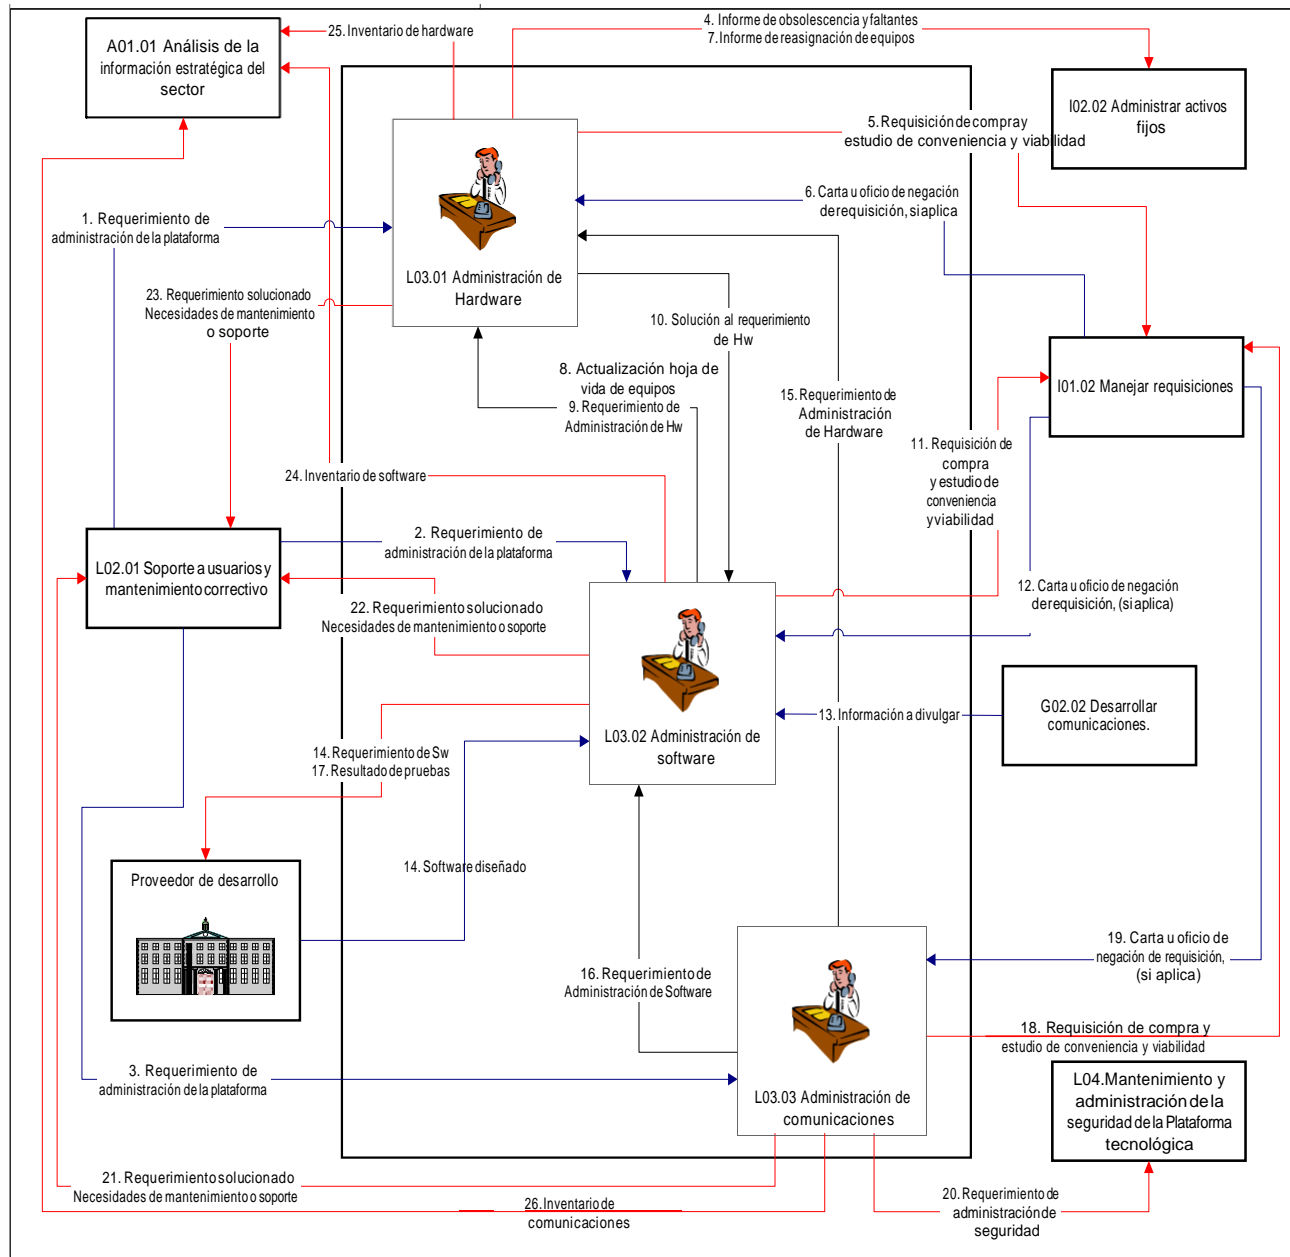 4. Informe de obsolescencia y faltantes
7. Informe de reasignación de equipos
25. Inventario de hardware
A01.01 Análisis de la
información estratégica del
sector
I02.02 Administrar activos
fijos
5. Requisición de compra y
estudio de conveniencia y viabilidad
6. Carta u oficio de negación
de requisición, si aplica
1. Requerimiento de
administración de la plataforma
L03.01 Administración de
Hardware
23. Requerimiento solucionado
Necesidades de mantenimiento
o soporte
10. Solución al requerimiento
de Hw
8. Actualización hoja de
vida de equipos
9. Requerimiento de
Administración de Hw
15. Requerimiento de
Administración
de Hardware
I01.02 Manejar requisiciones
11. Requisición de
compra
y estudio de
conveniencia
y viabilidad
24. Inventario de software
2. Requerimiento de
administración de la plataforma
L02.01 Soporte a usuarios y
mantenimiento correctivo
12. Carta u oficio de negación
de requisición, (si aplica)
22. Requerimiento solucionado
Necesidades de mantenimiento o soporte
G02.02 Desarrollar
comunicaciones.
13. Información a divulgar
L03.02 Administración de
software
14. Requerimiento de Sw
17. Resultado de pruebas
14. Software diseñado
Proveedor de desarrollo
19. Carta u oficio de
negación de requisición,
(si aplica)
16. Requerimiento de
Administración de Software
18. Requisición de compra y
estudio de conveniencia y viabilidad
3. Requerimiento de
administración de la plataforma
L03.03 Administración de
comunicaciones
L04.Mantenimiento y
administración de la
seguridad de la Plataforma
tecnológica
21. Requerimiento solucionado
Necesidades de mantenimiento o soporte
26. Inventario de
comunicaciones
20. Requerimiento de
administración de
seguridad